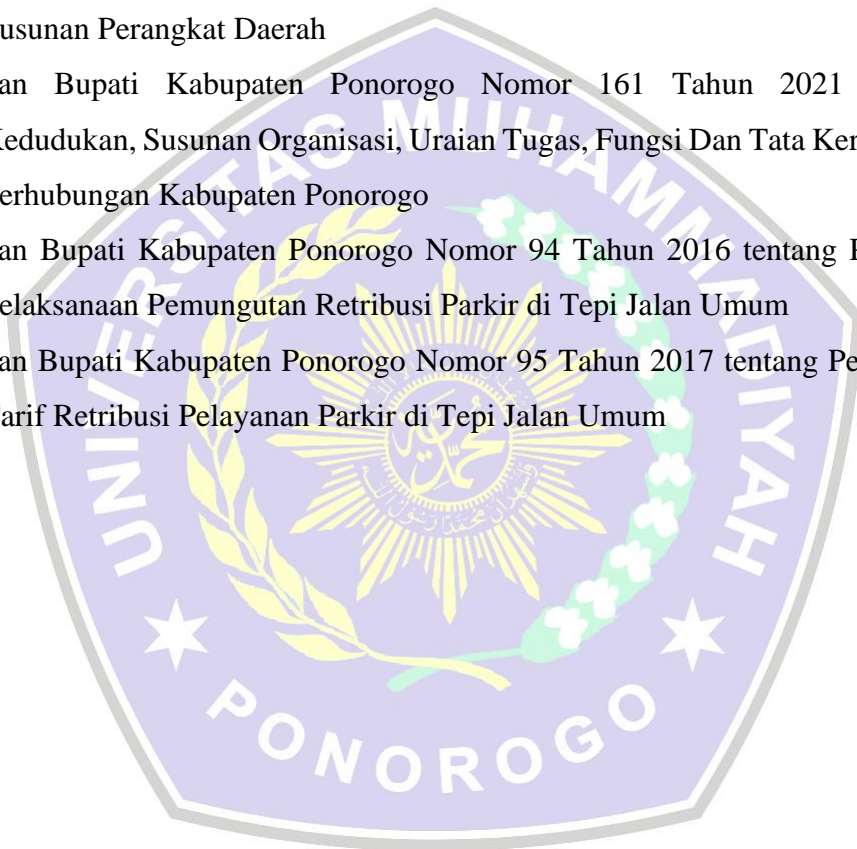 usunan Perangkat Daerah
an Bupati Kabupaten Ponorogo Nomor 161 Tahun 2021
Kedudukan, Susunan Organisasi, Uraian Tugas, Fungsi Dan Tata Ker
erhubungan Kabupaten Ponorogo
an Bupati Kabupaten Ponorogo Nomor 94 Tahun 2016 tentang
elaksanaan Pemungutan Retribusi Parkir di Tepi Jalan Umum
an Bupati Kabupaten Ponorogo Nomor 95 Tahun 2017 tentang Pe
arif Retribusi Pelayanan Parkir di Tepi Jalan Umum
UNIVERSITAS MUHAMMADIYAH
محمدية
PONOROGO